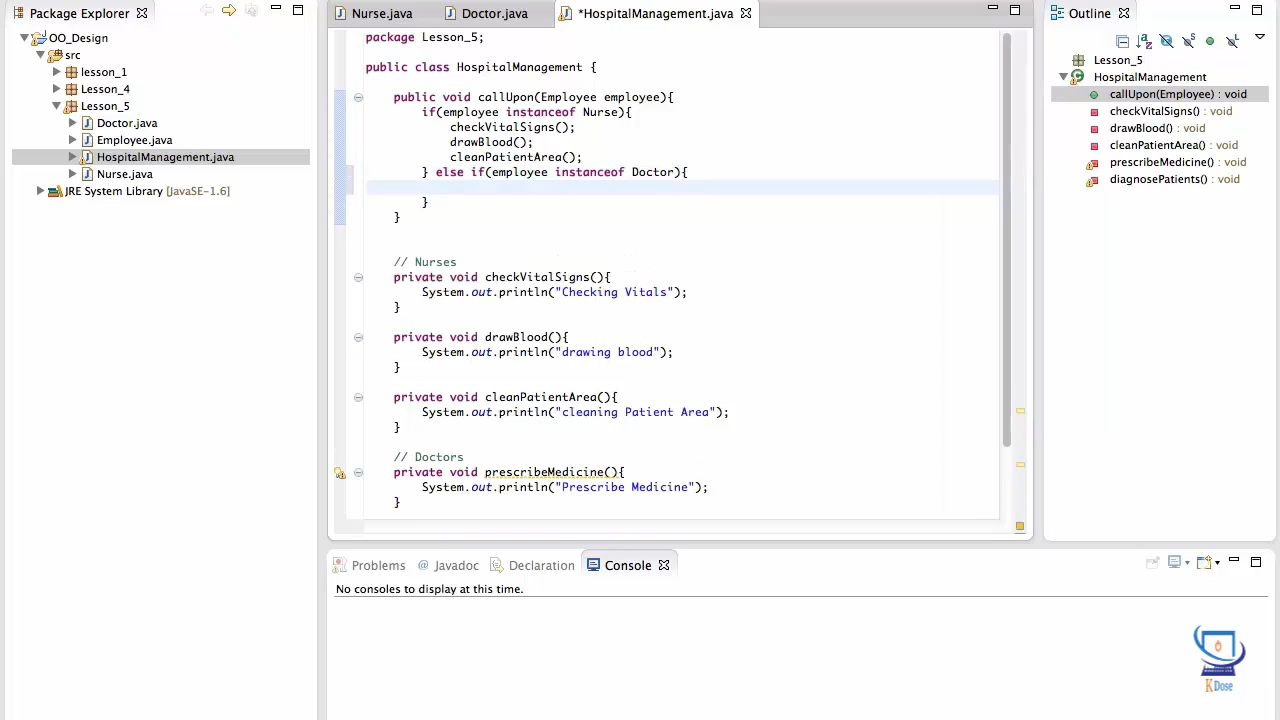 Package Explorer
OO_Design
src
lesson_1
Lesson_4
Lesson_5
Doctor.java
Employee.java
HospitalManagement.java
Nurse.java
JRE System Library [JavaSE-1.6]
Nurse.java
Doctor.java
*HospitalManagement.java
package Lesson_5;
public class HospitalManagement {
public void callUpon(Employee employee){
if(employee instanceof Nurse){
checkVitalSigns();
drawBlood();
cleanPatientArea();
} else if(employee instanceof Doctor){
}
}
// Nurses
private void checkVitalSigns(){
System.out.println("Checking Vitals");
}
private void drawBlood(){
System.out.println("drawing blood");
}
private void cleanPatientArea(){
System.out.println("cleaning Patient Area");
}
// Doctors
private void prescribeMedicine(){
System.out.println("Prescribe Medicine");
}
Outline
Lesson_5
HospitalManagement
callUpon(Employee) : void
checkVitalSigns() : void
drawBlood() : void
cleanPatientArea() : void
prescribeMedicine() : void
diagnosePatients() : void
Problems
@ Javadoc
Declaration
Console
No consoles to display at this time.
K Dose